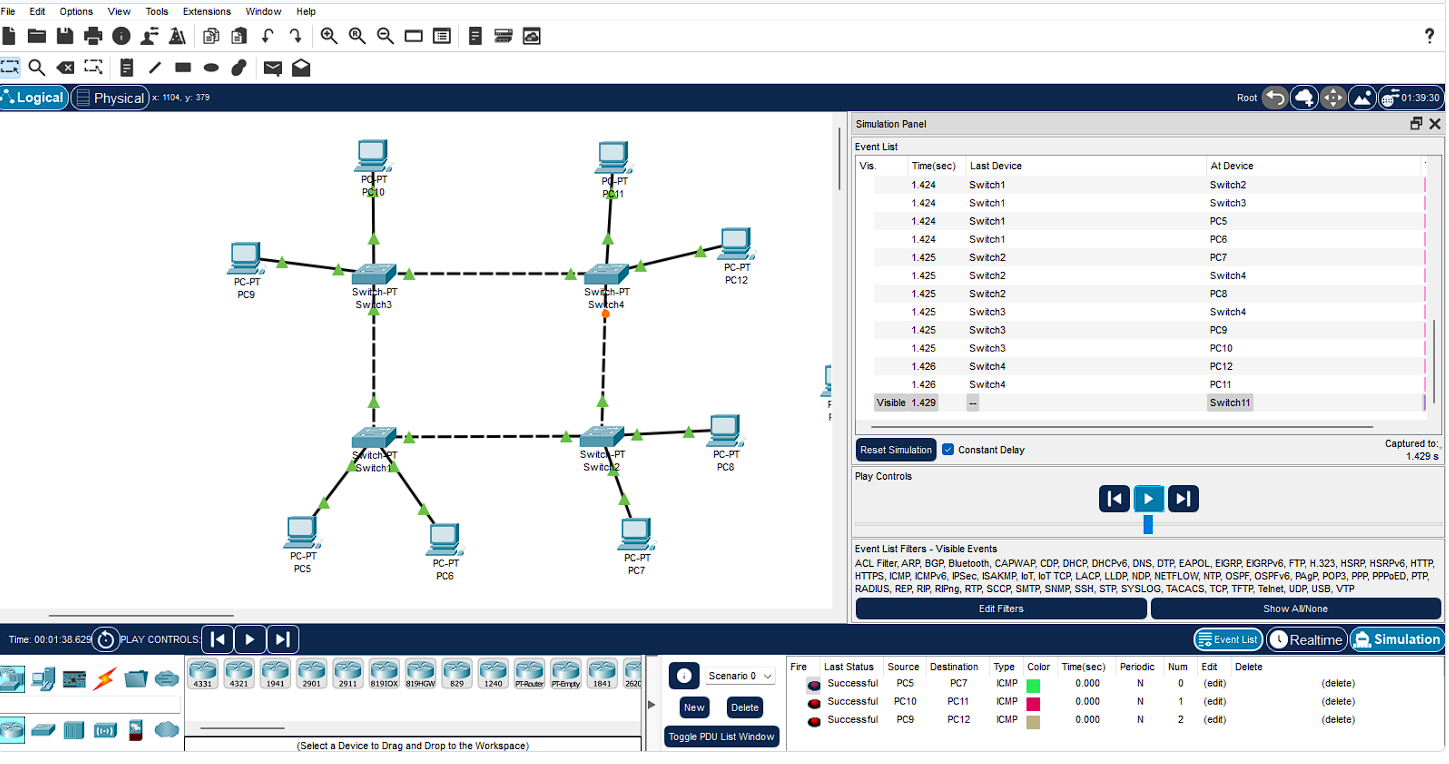 File Edit Options View Tools Extensions Window Help
Logical Physical x: 1104, y: 379 Root 01:39:30
Simulation Panel
Event List
Vis. Time(sec) Last Device At Device
1.424 Switch1 Switch2
1.424 Switch1 Switch3
1.424 Switch1 PC5
1.424 Switch1 PC6
1.425 Switch2 PC7
1.425 Switch2 Switch4
1.425 Switch2 PC8
1.425 Switch3 Switch4
1.425 Switch3 PC9
1.425 Switch3 PC10
1.426 Switch4 PC12
1.426 Switch4 PC11
Visible 1.429 -- Switch11
Reset Simulation Constant Delay
Captured to:
1.429 s
Play Controls
Event List Filters - Visible Events
ACL Filter, ARP, BGP, Bluetooth, CAPWAP, CDP, DHCP, DHCPv6, DNS, DTP, EAPOL, EIGRP, EIGRPv6, FTP, H.323, HSRP, HSRPv6, HTTP,
HTTPS, ICMP, ICMPv6, IPSec, ISAKMP, IoT, IoT TCP, LACP, LLDP, NDP, NETFLOW, NTP, OSPF, OSPFv6, PAgP, POP3, PPP, PPPoED, PTP,
RADIUS, REP, RIP, RIPng, RTP, SCCP, SMTP, SNMP, SSH, STP, SYSLOG, TACACS, TCP, TFTP, Telnet, UDP, USB, VTP
Edit Filters Show All/None
PC-PT
PC10
PC-PT
PC11
PC-PT
PC9
PC-PT
PC12
Switch-PT
Switch3
Switch-PT
Switch4
Switch-PT
Switch1
Switch-PT
Switch2
PC-PT
PC8
PC-PT
PC5
PC-PT
PC6
PC-PT
PC7
Time: 00:01:38.629 PLAY CONTROLS: Event List Realtime Simulation
4331 4321 1941 2901 2911 819IOX 819HGW 829 1240 PT-Router PT-Empty 1841 2620
(Select a Device to Drag and Drop to the Workspace)
Scenario 0
New Delete
Toggle PDU List Window
Fire Last Status Source Destination Type Color Time(sec) Periodic Num Edit Delete
Successful PC5 PC7 ICMP 0.000 N 0 (edit) (delete)
Successful PC10 PC11 ICMP 0.000 N 1 (edit) (delete)
Successful PC9 PC12 ICMP 0.000 N 2 (edit) (delete)